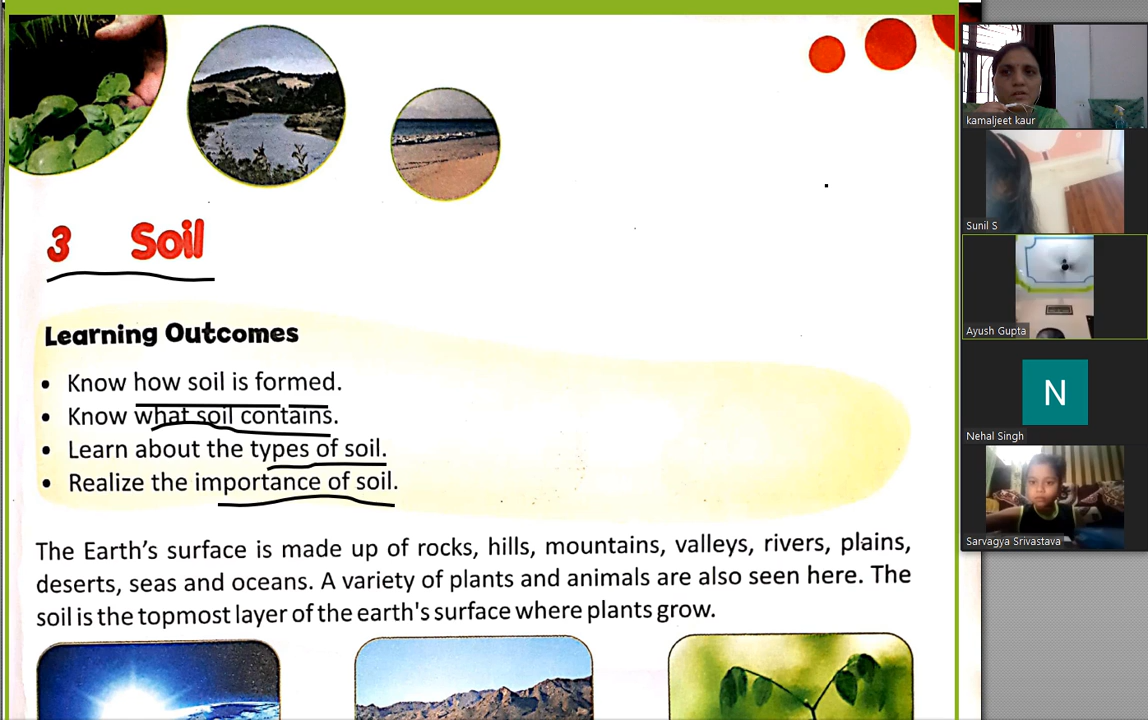 3 Soil
Learning Outcomes
• Know how soil is formed.
• Know what soil contains.
• Learn about the types of soil.
• Realize the importance of soil.
The Earth's surface is made up of rocks, hills, mountains, valleys, rivers, plains,
deserts, seas and oceans. A variety of plants and animals are also seen here. The
soil is the topmost layer of the earth's surface where plants grow.
kamaljeet kaur
Sunil S
Ayush Gupta
N
Nehal Singh
Sarvagya Srivastava